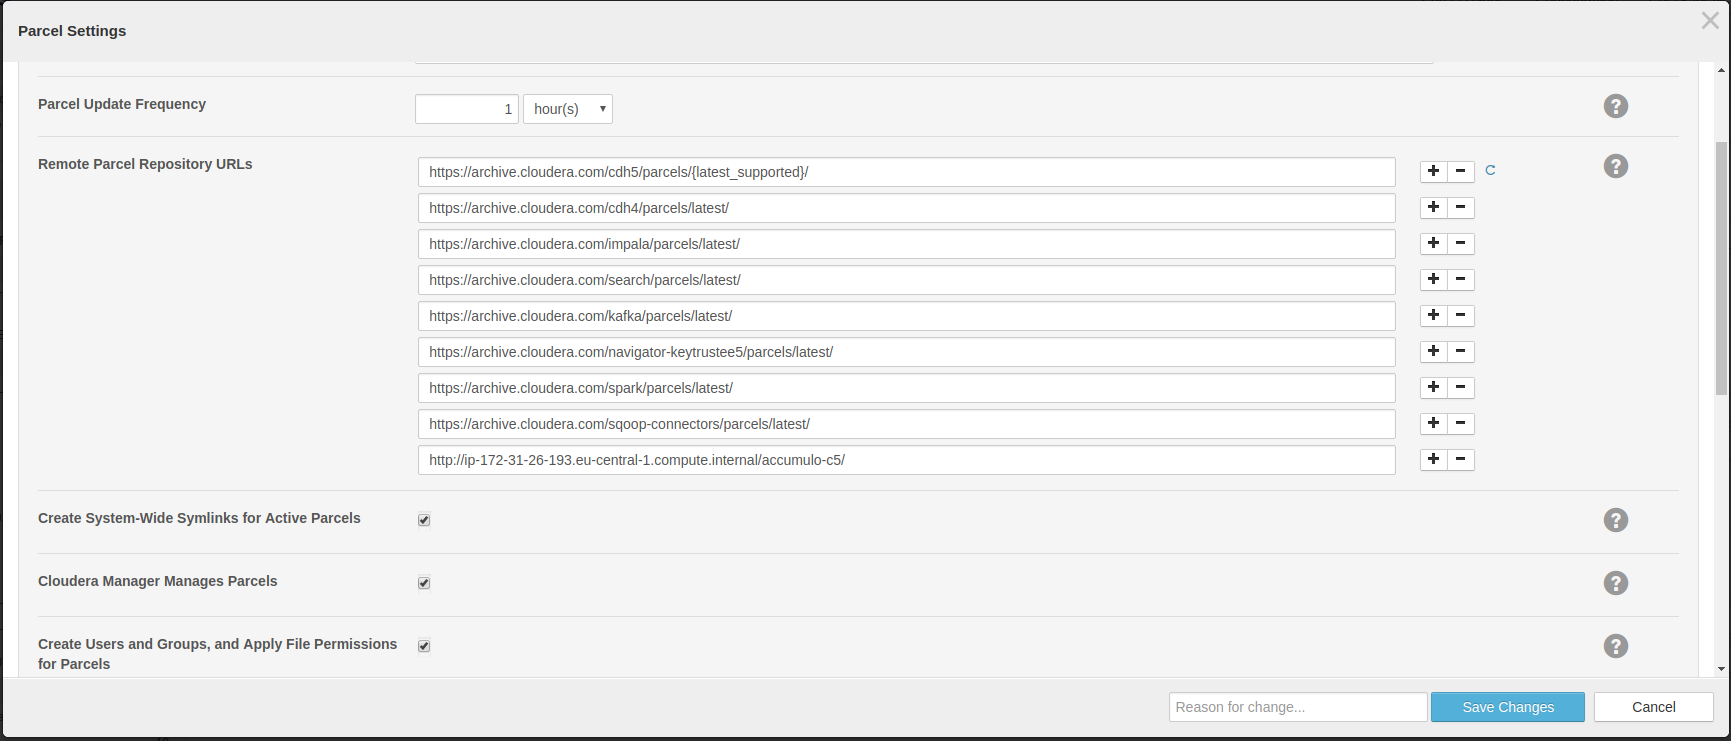 Parcel Settings
Parcel Update Frequency
1
hour(s)
Remote Parcel Repository URLs
https://archive.cloudera.com/cdh5/parcels/{latest_supported}/
https://archive.cloudera.com/cdh4/parcels/latest/
https://archive.cloudera.com/impala/parcels/latest/
https://archive.cloudera.com/search/parcels/latest/
https://archive.cloudera.com/kafka/parcels/latest/
https://archive.cloudera.com/navigator-keytrustee5/parcels/latest/
https://archive.cloudera.com/spark/parcels/latest/
https://archive.cloudera.com/sqoop-connectors/parcels/latest/
http://ip-172-31-26-193.eu-central-1.compute.internal/accumulo-c5/
Create System-Wide Symlinks for Active Parcels
Cloudera Manager Manages Parcels
Create Users and Groups, and Apply File Permissions
for Parcels
Reason for change...
Save Changes
Cancel